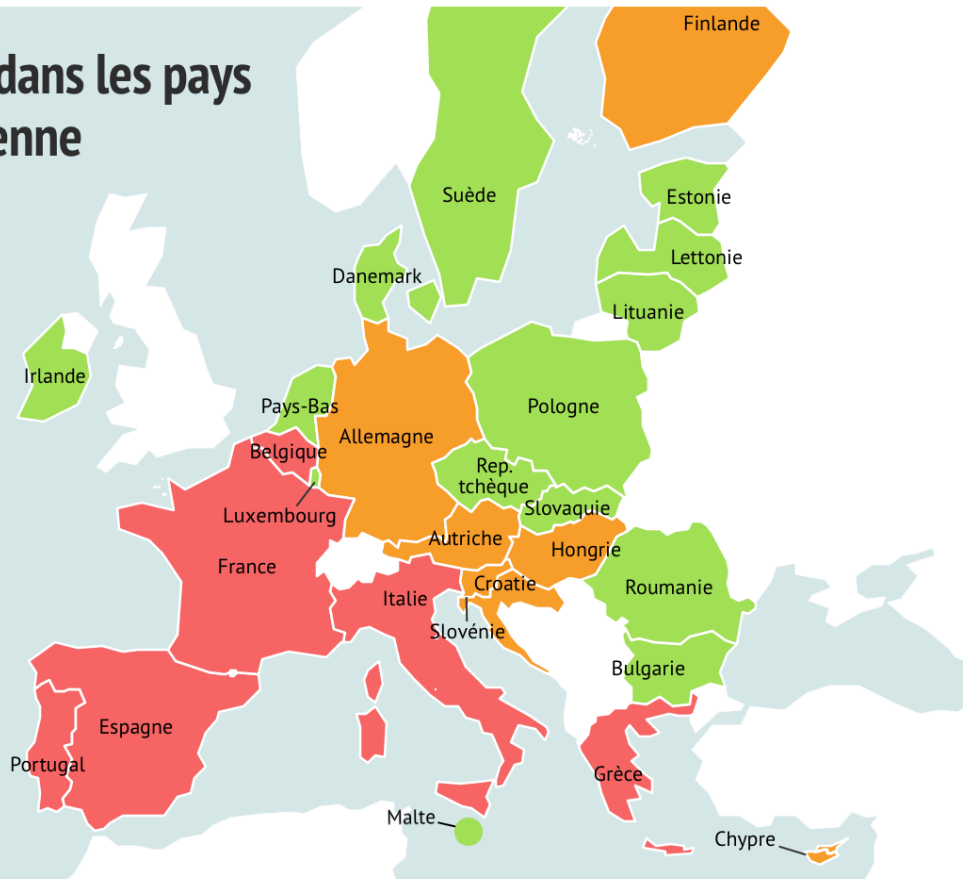 dans les pays
enne
Finlande
Suède
Estonie
Lettonie
Danemark
Lituanie
Irlande
Pays-Bas
Pologne
Allemagne
Belgique
Rep.
tchèque
Slovaquie
Luxembourg
Autriche
Hongrie
France
Croatie
Roumanie
Italie
Slovénie
Bulgarie
Espagne
Portugal
Grèce
Malte
Chypre